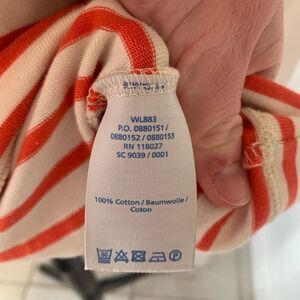 WL883
P.O. 0880151 /
0880152 / 0880153
RN 118027
SC 9039 / 0001
100% Cotton / Baumwolle /
Coton